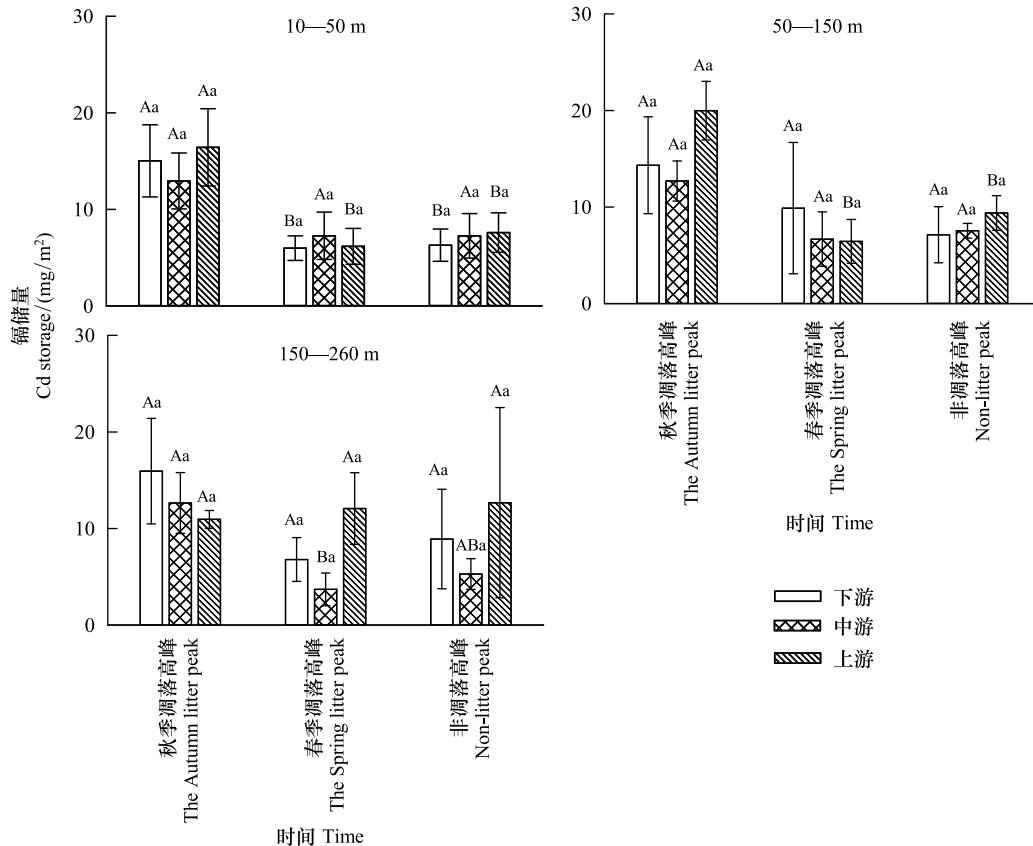 镉储量
Cd storage/(mg/m²)
10—50 m
30
20
10
0
Aa
Aa
Aa
Ba
Aa
Ba
Ba
Aa
Ba
50—150 m
30
20
10
0
Aa
Aa
Aa
Aa
Aa
Ba
Aa
Aa
Ba
秋季凋落高峰
The Autumn litter peak
春季凋落高峰
The Spring litter peak
非凋落高峰
Non-litter peak
时间 Time
150—260 m
30
20
10
0
Aa
Aa
Aa
Aa
Ba
Aa
Aa
ABa
Aa
秋季凋落高峰
The Autumn litter peak
春季凋落高峰
The Spring litter peak
非凋落高峰
Non-litter peak
时间 Time
下游
中游
上游